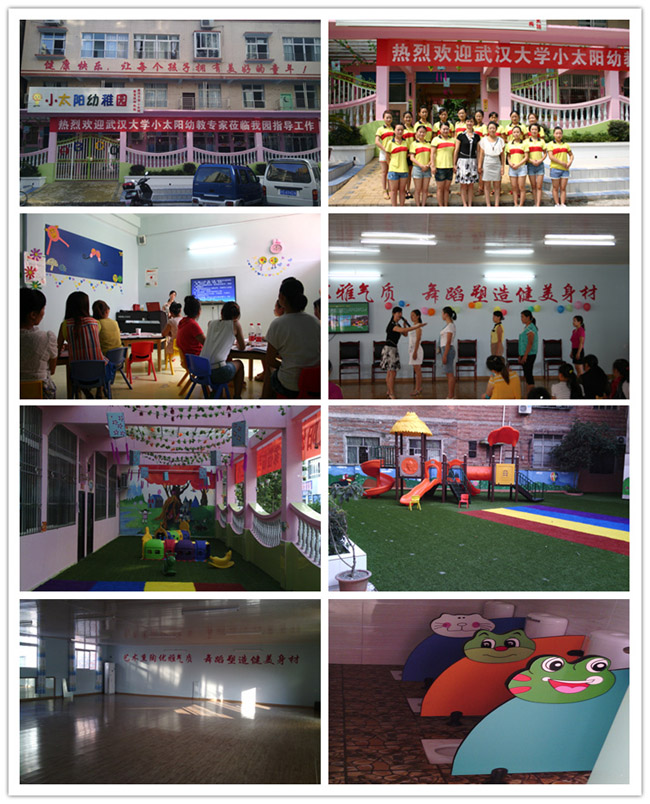 健康快乐，让每个孩子拥有美好的童年！
小太阳幼稚园
热烈欢迎武汉大学小太阳幼教专家莅临我园指导工作
热烈欢迎武汉大学小太阳幼教
雅气质 舞蹈塑造健美身材
艺术熏陶优雅气质 舞蹈塑造健美身材